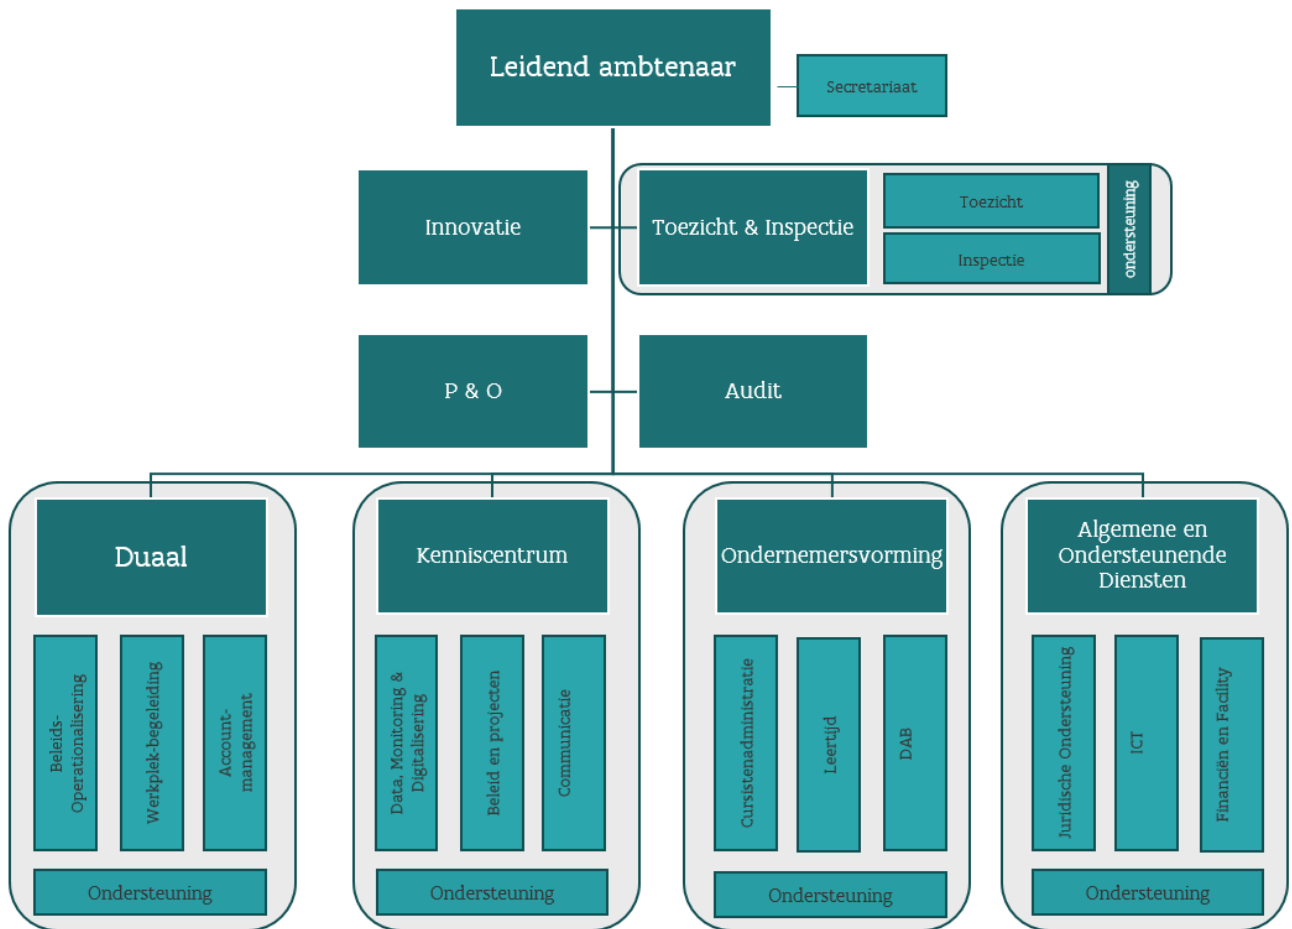 Leidend ambtenaar
Secretariaat
Innovatie
Toezicht & Inspectie
Toezicht
Inspectie
ondersteuning
P & O
Audit
Duaal
Beleids-
Operationalisering
Werkplek-begeleiding
Account-
management
Ondersteuning
Kenniscentrum
Data, Monitoring &
Digitalisering
Beleid en projecten
Communicatie
Ondersteuning
Ondernemersvorming
Cursistenadministratie
Leertijd
DAB
Ondersteuning
Algemene en
Ondersteunende
Diensten
Juridische Ondersteuning
ICT
Financiën en Facility
Ondersteuning